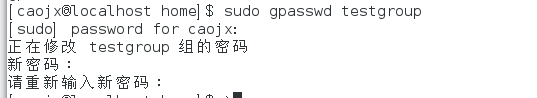 [caojx@localhost home]$ sudo gpasswd testgroup
[sudo] password for caojx:
正在修改 testgroup 组的密码
新密码：
请重新输入新密码：